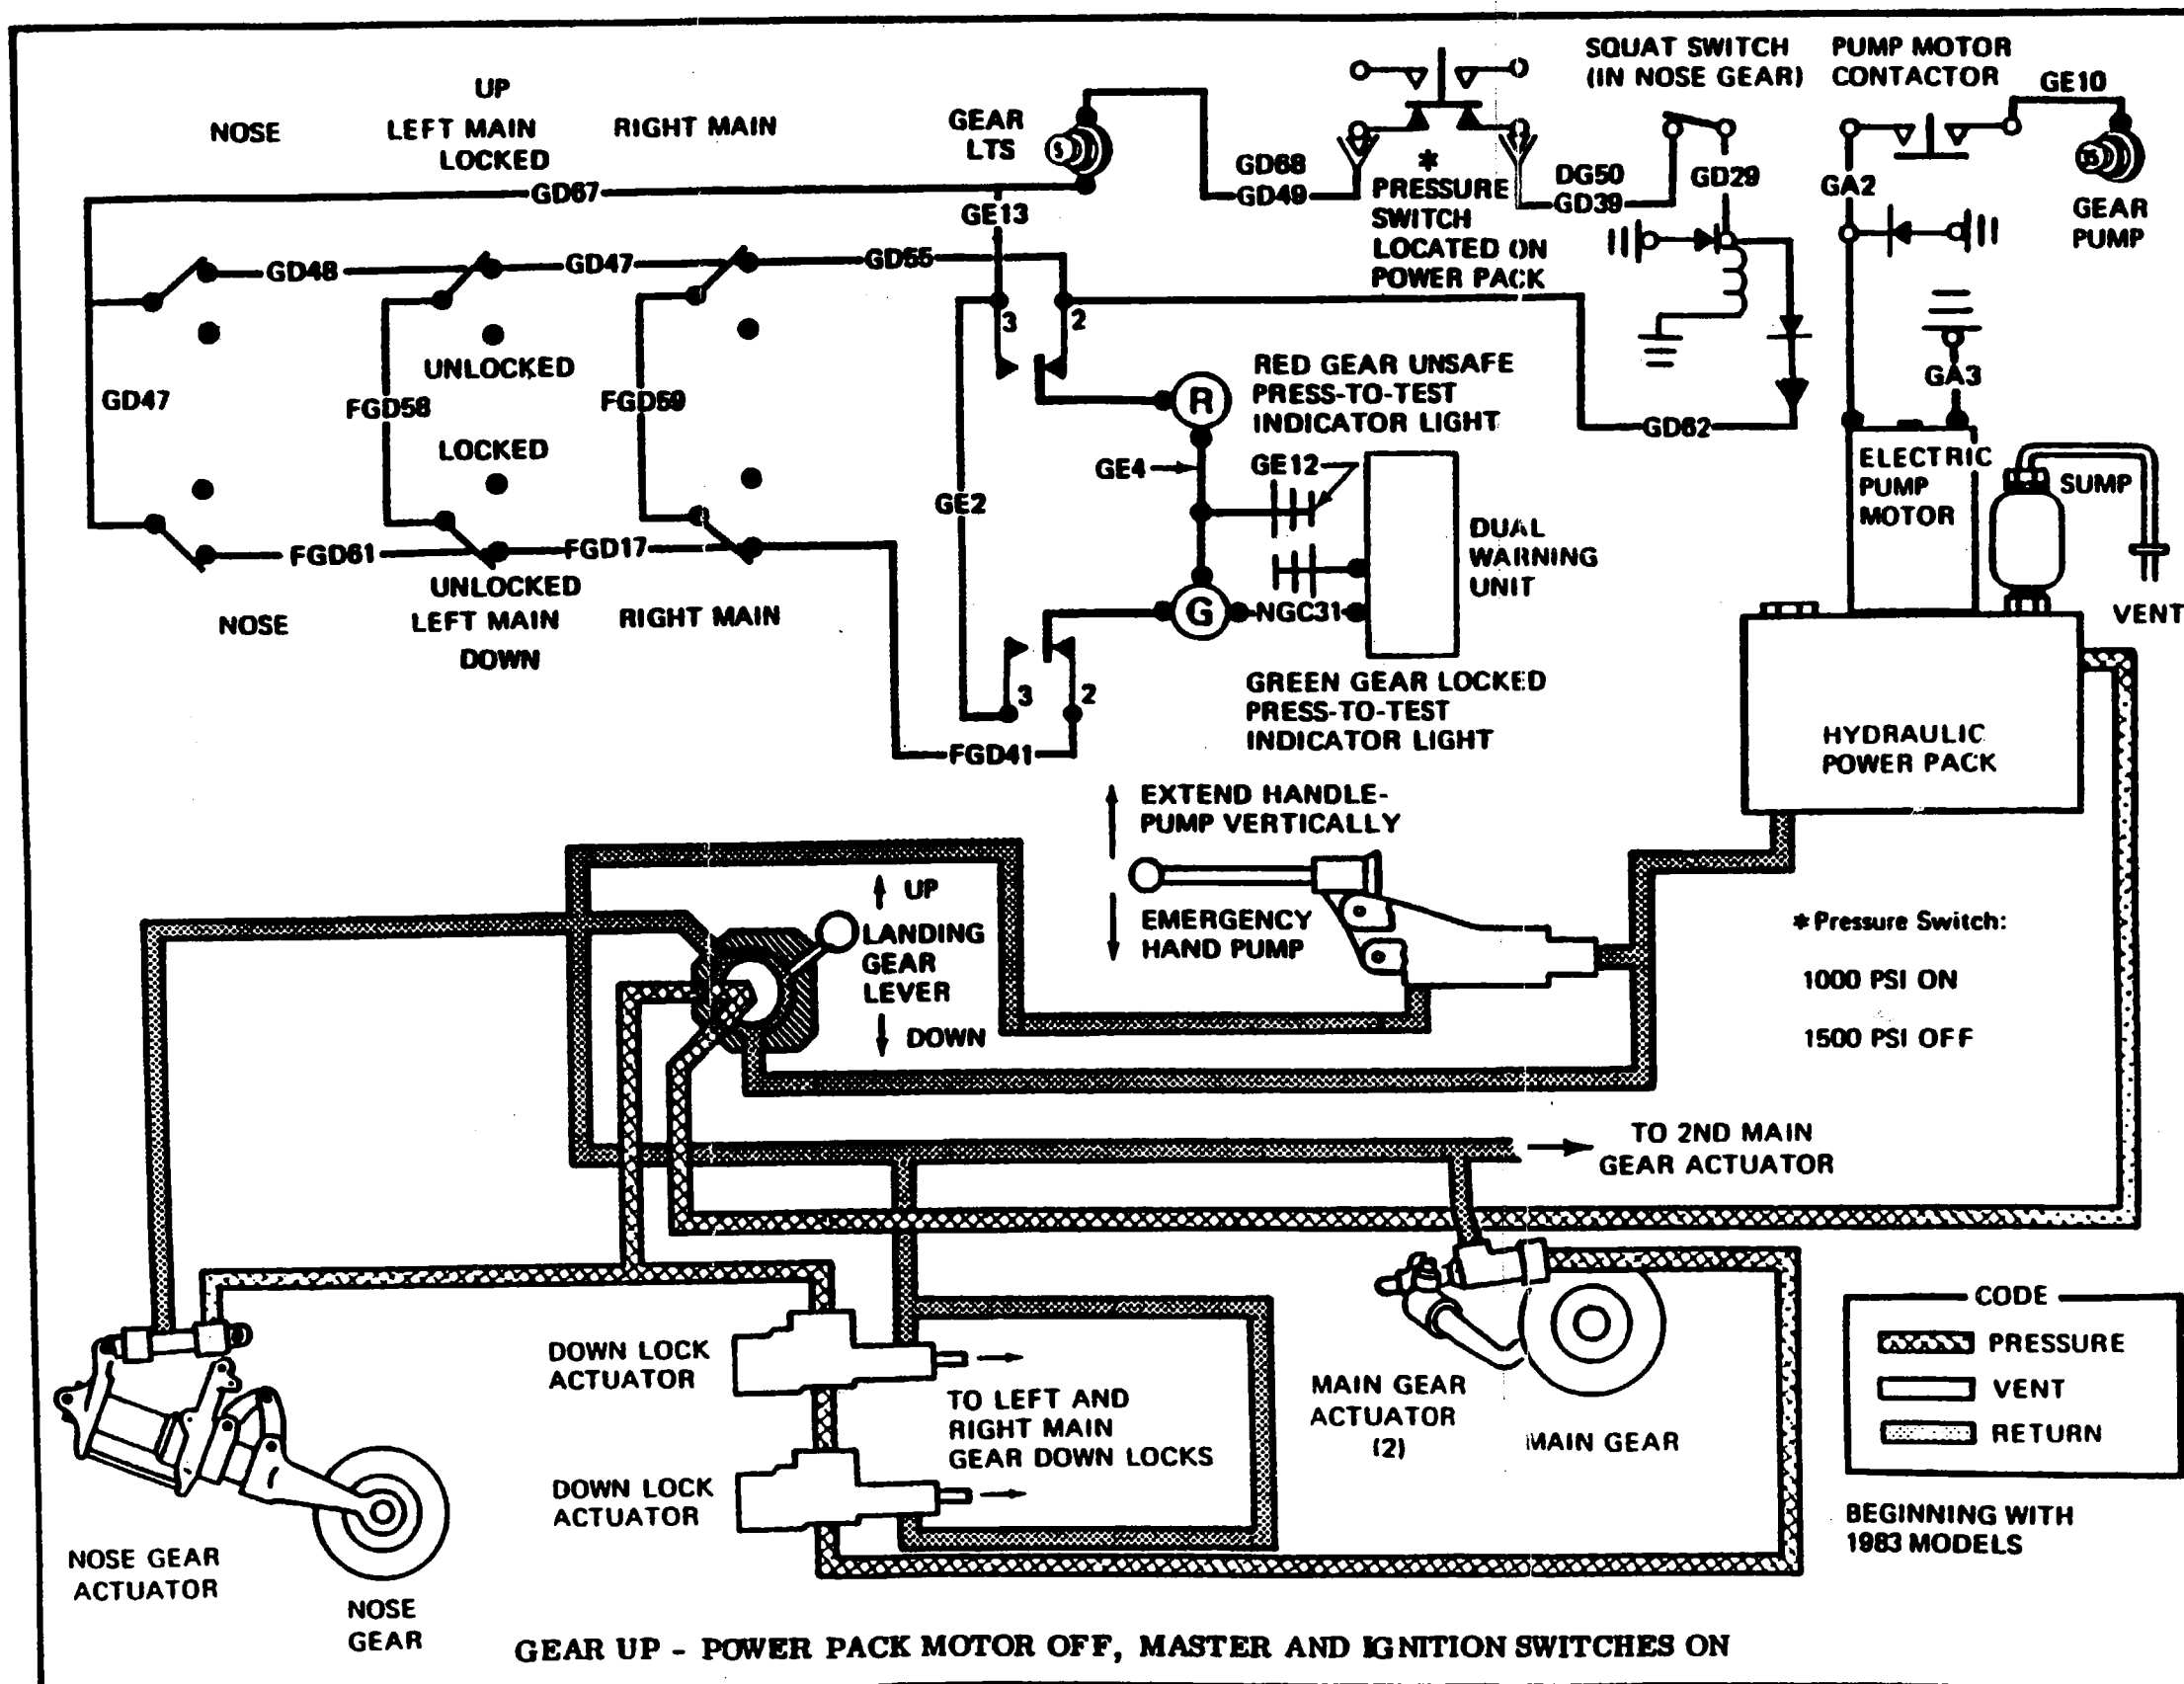 SQUAT SWITCH
(IN NOSE GEAR)
PUMP MOTOR
CONTACTOR
GE10
UP
NOSE
LEFT MAIN
LOCKED
RIGHT MAIN
GEAR
LTS
5
35
GD67
GE13
GD68
GD49
*
PRESSURE
SWITCH
LOCATED ON
POWER PACK
DG50
GD39
GD29
GA2
GEAR
PUMP
GD48
GD47
GD55
3
2
UNLOCKED
GD47
FGD58
FGD59
LOCKED
RED GEAR UNSAFE
PRESS-TO-TEST
INDICATOR LIGHT
R
GA3
GD62
GE4
GE12
GE2
ELECTRIC
PUMP
MOTOR
SUMP
DUAL
WARNING
UNIT
FGD61
FGD17
UNLOCKED
G
NGC31
VENT
NOSE
LEFT MAIN
RIGHT MAIN
DOWN
3
2
GREEN GEAR LOCKED
PRESS-TO-TEST
INDICATOR LIGHT
FGD41
HYDRAULIC
POWER PACK
EXTEND HANDLE-
PUMP VERTICALLY
UP
LANDING
GEAR
LEVER
DOWN
EMERGENCY
HAND PUMP
*Pressure Switch:
1000 PSI ON
1500 PSI OFF
TO 2ND MAIN
GEAR ACTUATOR
DOWN LOCK
ACTUATOR
TO LEFT AND
RIGHT MAIN
GEAR DOWN LOCKS
DOWN LOCK
ACTUATOR
MAIN GEAR
ACTUATOR
(2)
MAIN GEAR
CODE
PRESSURE
VENT
RETURN
BEGINNING WITH
1983 MODELS
NOSE GEAR
ACTUATOR
NOSE
GEAR
GEAR UP - POWER PACK MOTOR OFF, MASTER AND IGNITION SWITCHES ON